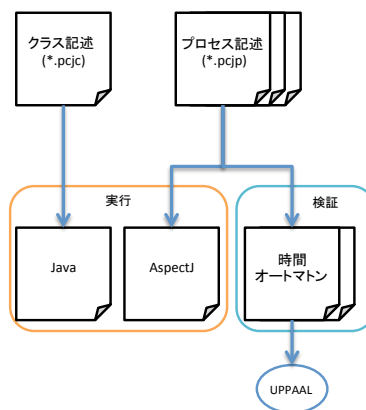 クラス記述
(*.pcjc)
プロセス記述
(*.pcjp)
実行
検証
Java
AspectJ
時間
オートマトン
UPPAAL